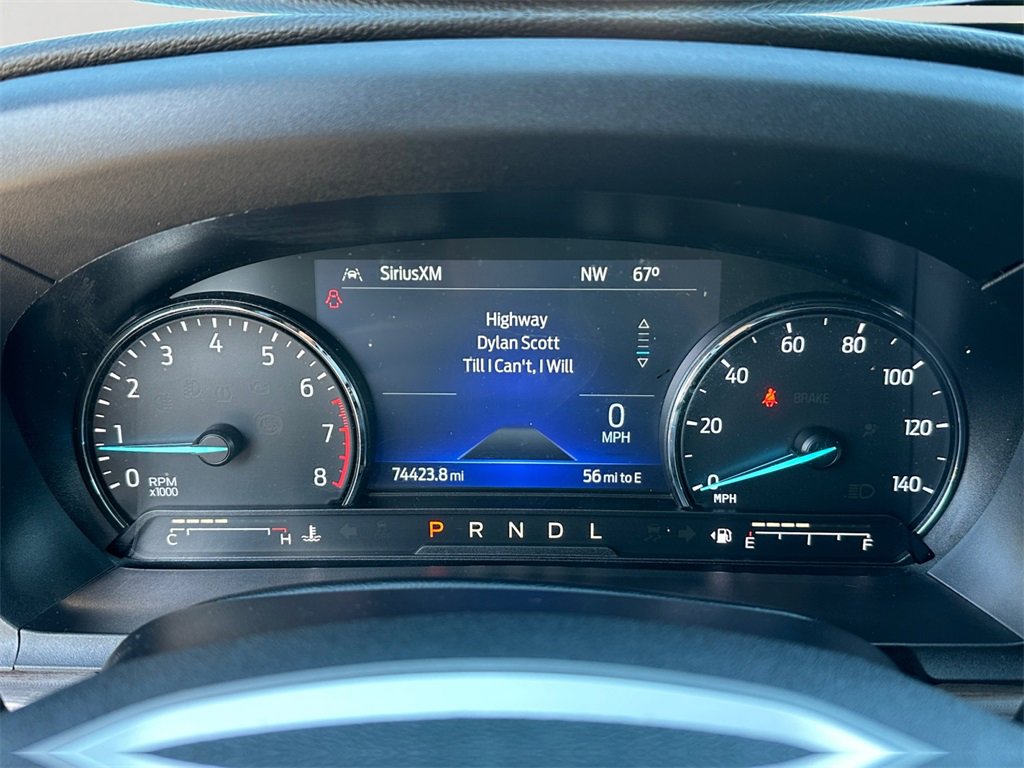 SiriusXM NW 67º
Highway
Dylan Scott
Till I Can't, I Will
0
MPH
74423.8 mi 56 mi to E
0 1 2 3 4 5 6 7 8
RPM
x1000
0 20 40 60 80 100 120 140
BRAKE
MPH
C H P R N D L E F